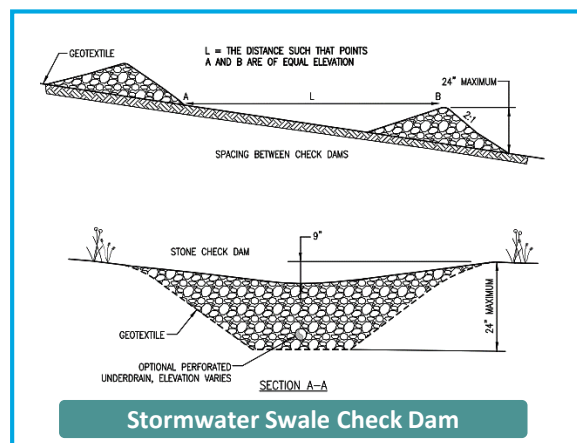 GEOTEXTILE
L = THE DISTANCE SUCH THAT POINTS
A AND B ARE OF EQUAL ELEVATION
24" MAXIMUM
A
L
B
2:1
SPACING BETWEEN CHECK DAMS
9"
STONE CHECK DAM
24" MAXIMUM
GEOTEXTILE
OPTIONAL PERFORATED
UNDERDRAIN, ELEVATION VARIES
SECTION A-A
Stormwater Swale Check Dam